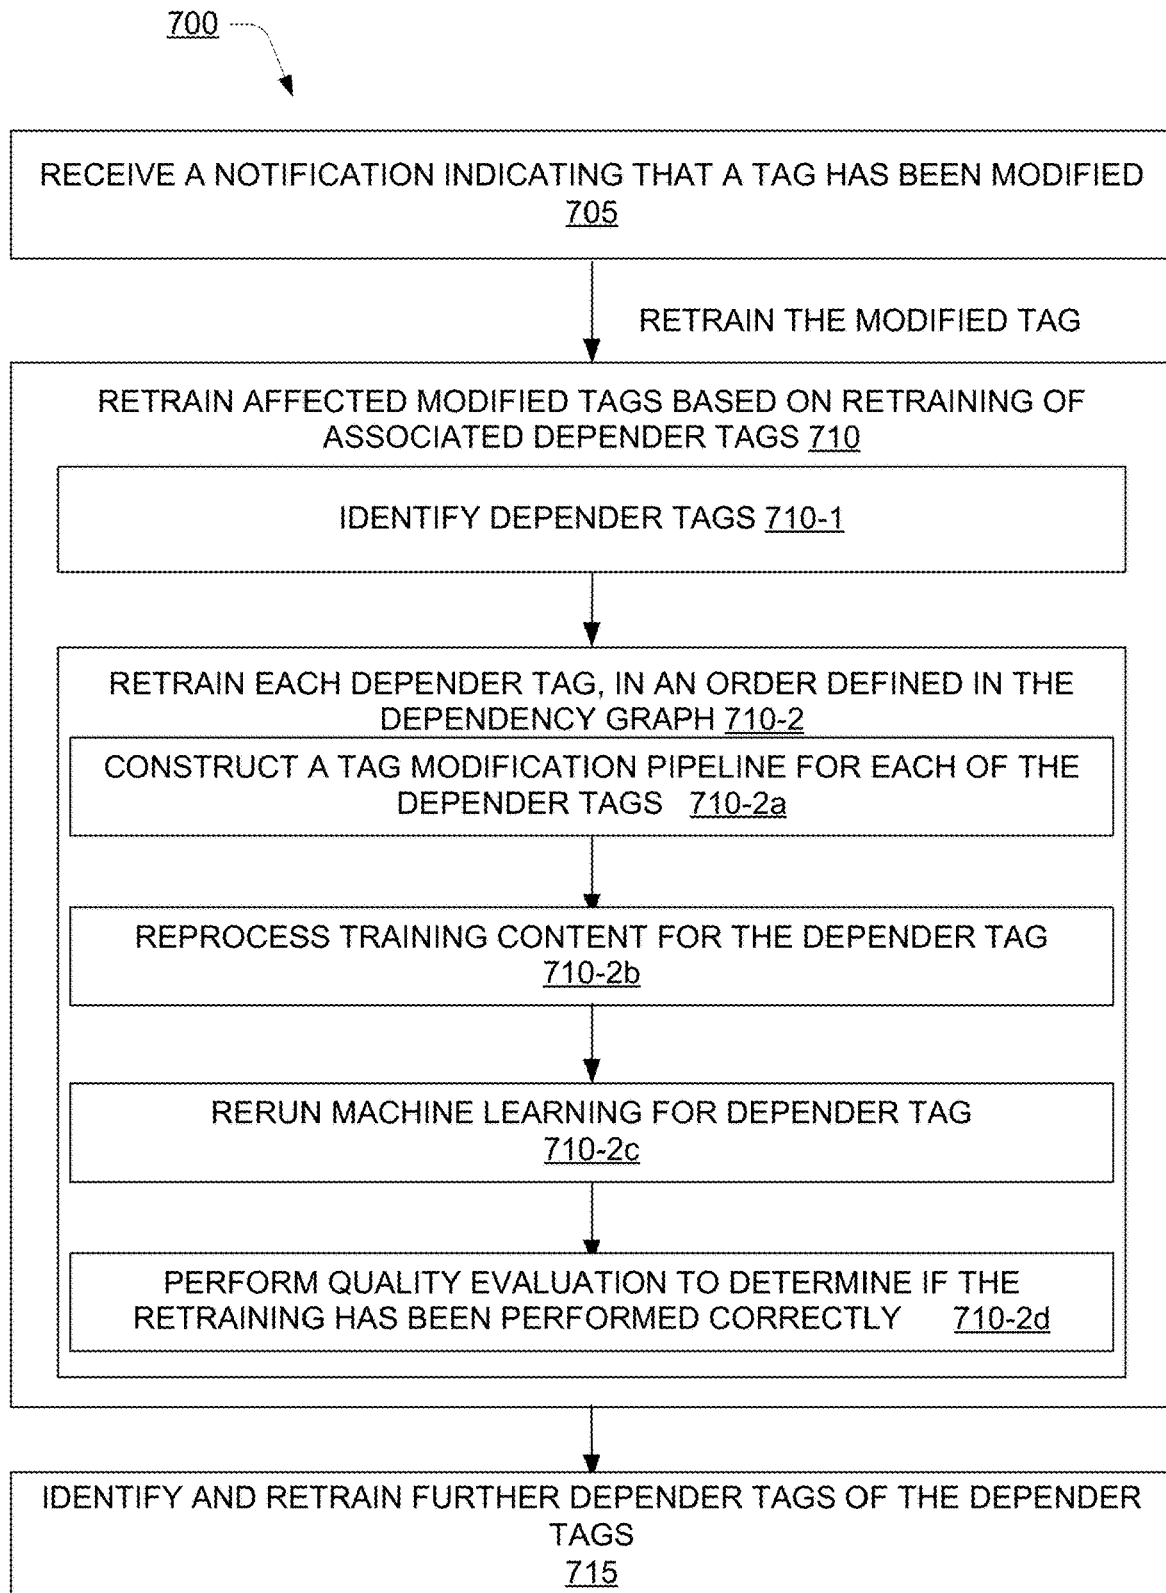 700
RECEIVE A NOTIFICATION INDICATING THAT A TAG HAS BEEN MODIFIED
705
RETRAIN THE MODIFIED TAG
RETRAIN AFFECTED MODIFIED TAGS BASED ON RETRAINING OF
ASSOCIATED DEPENDER TAGS 710
IDENTIFY DEPENDER TAGS 710-1
RETRAIN EACH DEPENDER TAG, IN AN ORDER DEFINED IN THE
DEPENDENCY GRAPH 710-2
CONSTRUCT A TAG MODIFICATION PIPELINE FOR EACH OF THE
DEPENDER TAGS 710-2a
REPROCESS TRAINING CONTENT FOR THE DEPENDER TAG
710-2b
RERUN MACHINE LEARNING FOR DEPENDER TAG
710-2c
PERFORM QUALITY EVALUATION TO DETERMINE IF THE
RETRAINING HAS BEEN PERFORMED CORRECTLY 710-2d
IDENTIFY AND RETRAIN FURTHER DEPENDER TAGS OF THE DEPENDER
TAGS
715